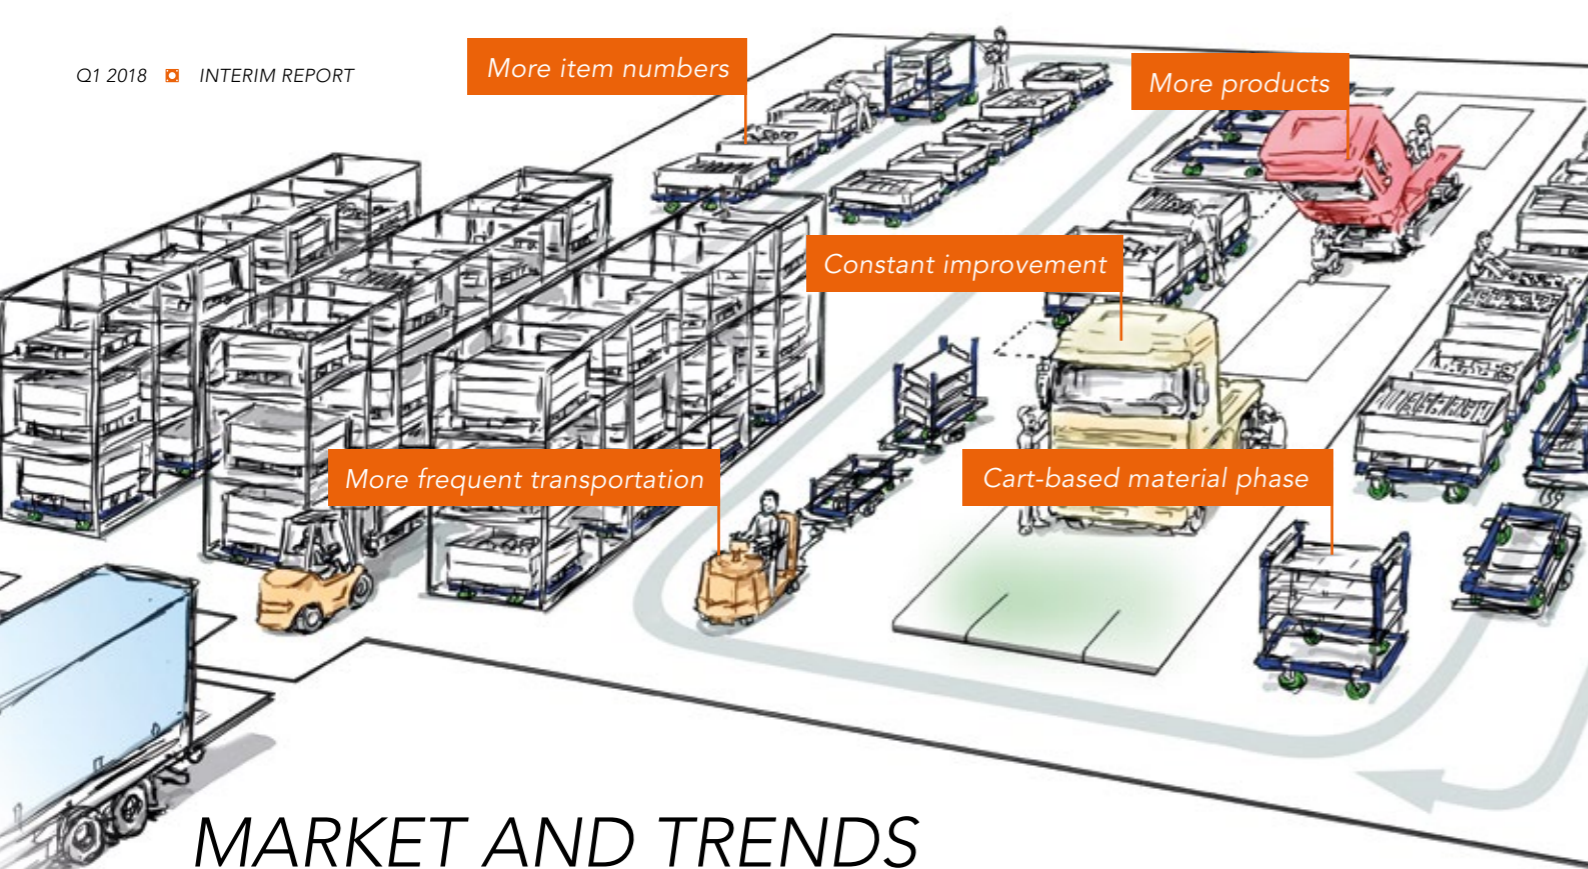 Q1 2018 INTERIM REPORT
More item numbers
More products
Constant improvement
More frequent transportation
Cart-based material phase
MARKET AND TRENDS